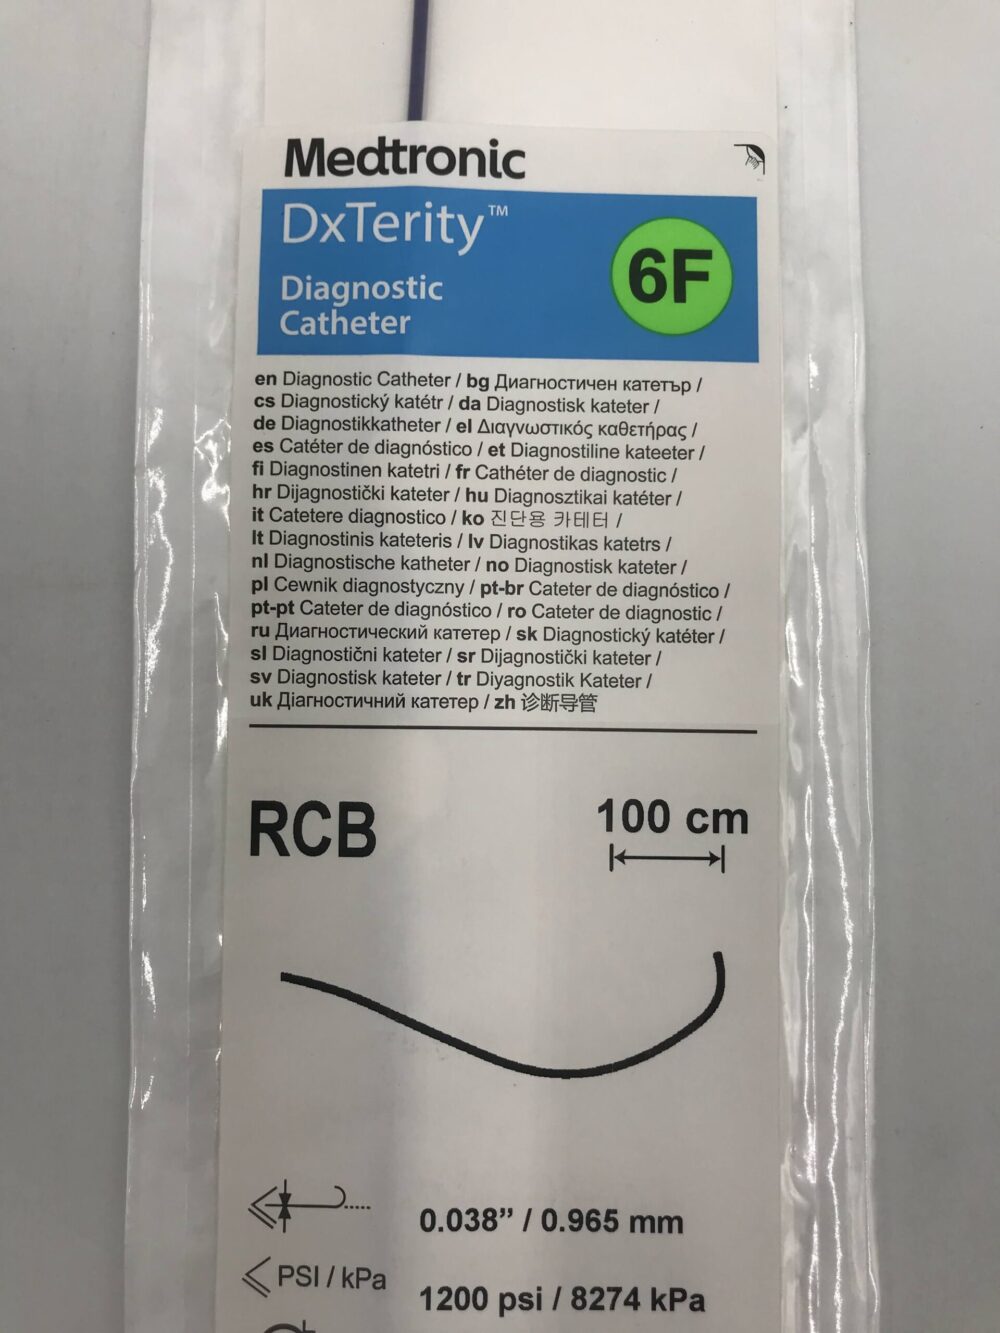 Medtronic
DxTerity™
Diagnostic
Catheter
6F
en Diagnostic Catheter / bg Диагностичен катетър /
cs Diagnostický katétr / da Diagnostisk kateter /
de Diagnostikkatheter / el Διαγνωστικός καθετήρας /
es Catéter de diagnóstico / et Diagnostiline kateeter /
fi Diagnostinen katetri / fr Cathéter de diagnostic /
hr Dijagnostički kateter / hu Diagnosztikai katéter /
it Catetere diagnostico / ko 진단용 카테터 /
lt Diagnostinis kateteris / lv Diagnostikas katetrs /
nl Diagnostische katheter / no Diagnostisk kateter /
pl Cewnik diagnostyczny / pt-br Cateter de diagnóstico /
pt-pt Cateter de diagnóstico / ro Cateter de diagnostic /
ru Диагностический катетер / sk Diagnostický katéter /
sl Diagnostični kateter / sr Dijagnostički kateter /
sv Diagnostisk kateter / tr Diyagnostik Kateter /
uk Діагностичний катетер / zh 诊断导管
RCB
100 cm
0.038” / 0.965 mm
PSI / kPa
1200 psi / 8274 kPa